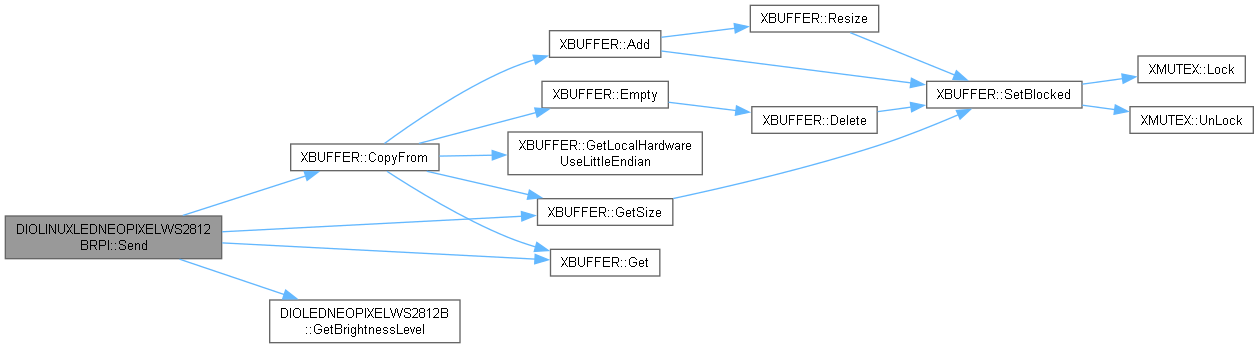 DIOLINUXLEDNEOPIXELWS2812
BRPI::Send
XBUFFER::CopyFrom
DIOLEDNEOPIXELWS2812B
::GetBrightnessLevel
XBUFFER::Add
XBUFFER::Empty
XBUFFER::GetLocalHardware
UseLittleEndian
XBUFFER::GetSize
XBUFFER::Get
XBUFFER::Resize
XBUFFER::Delete
XBUFFER::SetBlocked
XMUTEX::Lock
XMUTEX::UnLock